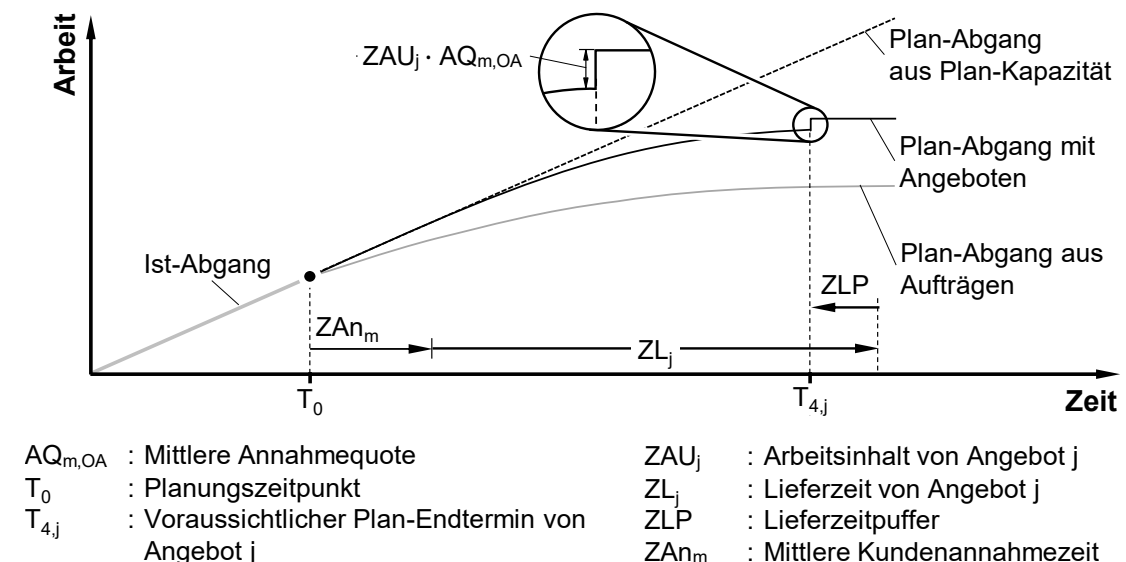 Arbeit
ZAUj · AQm,OA
Plan-Abgang
aus Plan-Kapazität
Plan-Abgang mit
Angeboten
Plan-Abgang aus
Aufträgen
Ist-Abgang
ZLP
ZAnm
ZLj
T0
T4,j
Zeit
AQm,OA : Mittlere Annahmequote
T0 : Planungszeitpunkt
T4,j : Voraussichtlicher Plan-Endtermin von
Angebot j
ZAUj : Arbeitsinhalt von Angebot j
ZLj : Lieferzeit von Angebot j
ZLP : Lieferzeitpuffer
ZAnm : Mittlere Kundenannahmezeit